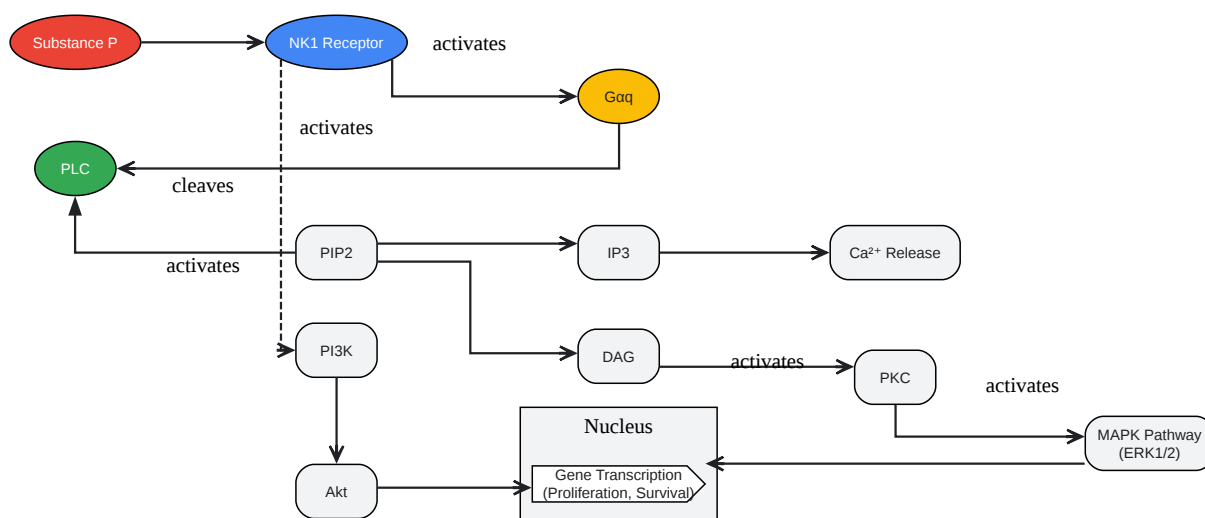 Substance P
NK1 Receptor
activates
Gαq
activates
PLC
cleaves
PIP2
IP3
Ca²⁺ Release
activates
PI3K
DAG
activates
PKC
activates
Nucleus
MAPK Pathway
(ERK1/2)
Gene Transcription
(Proliferation, Survival)
Akt